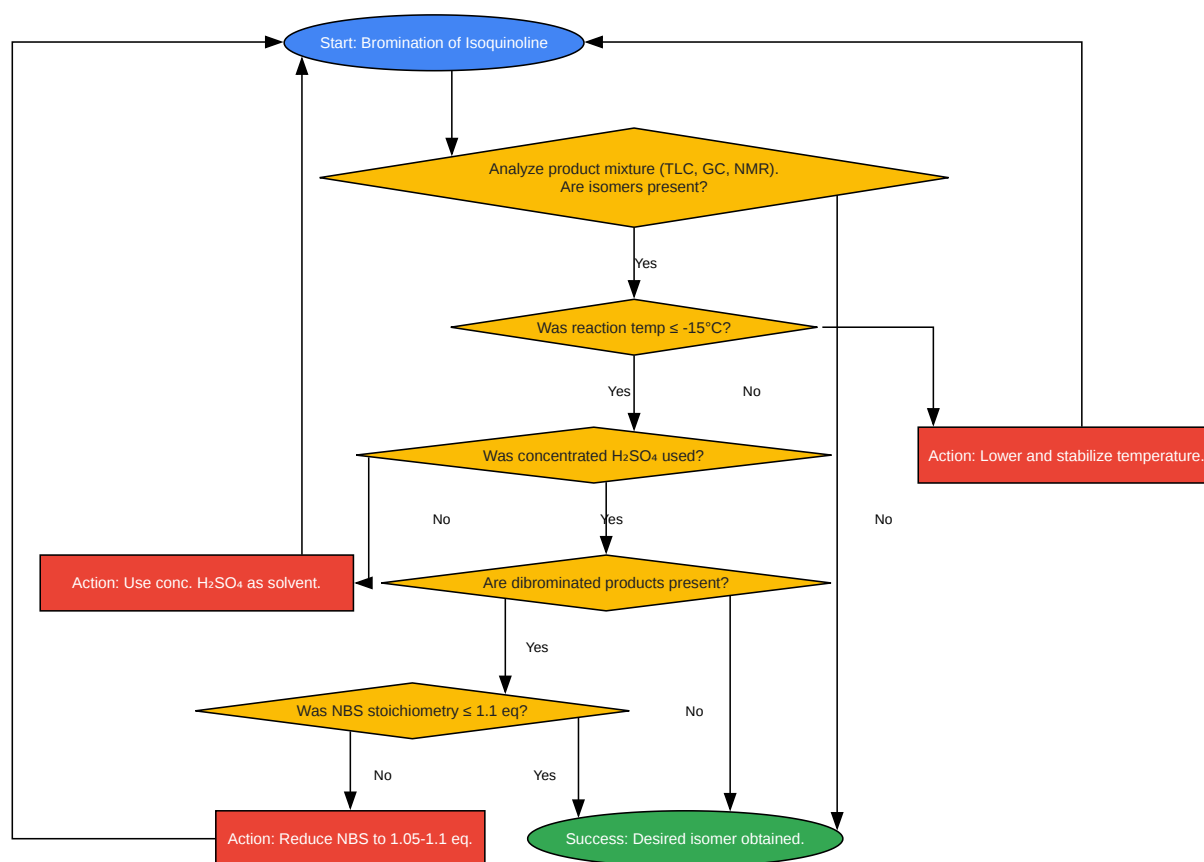 Start: Bromination of Isoquinoline
Analyze product mixture (TLC, GC, NMR).
Are isomers present?
Yes
Was reaction temp ≤ -15°C?
Yes
No
Was concentrated H₂SO₄ used?
Action: Lower and stabilize temperature.
No
Yes
No
Action: Use conc. H₂SO₄ as solvent.
Are dibrominated products present?
Yes
Was NBS stoichiometry ≤ 1.1 eq?
No
No
Yes
Action: Reduce NBS to 1.05-1.1 eq.
Success: Desired isomer obtained.